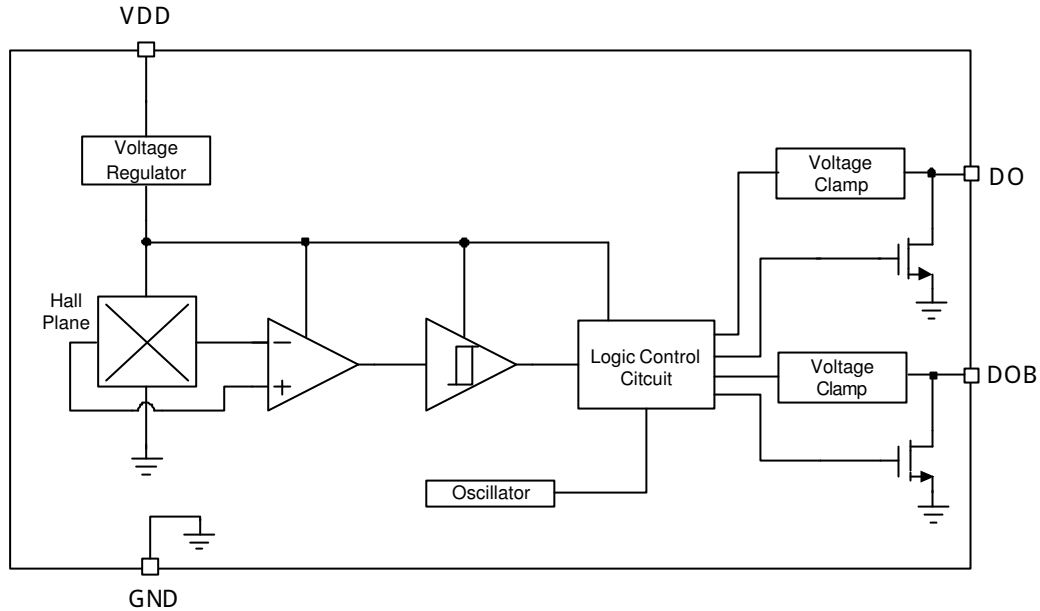 VDD
Voltage
Regulator
Voltage
Clamp
DO
Hall
Plane
−
+
Logic Control
Citcuit
Voltage
Clamp
DOB
Oscillator
GND